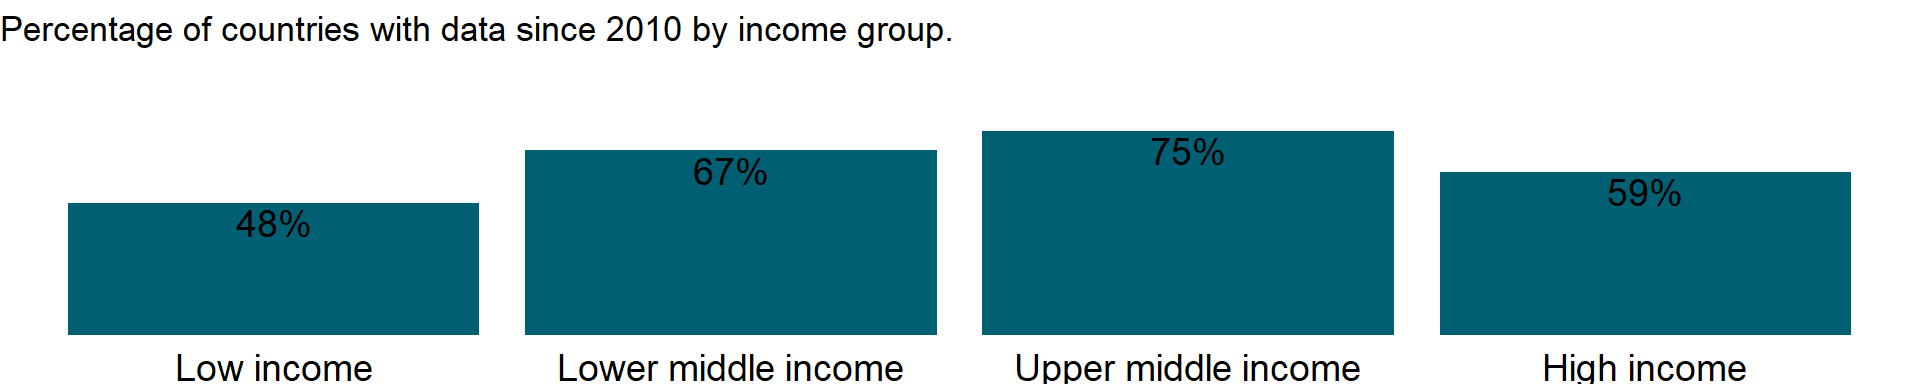 Percentage of countries with data since 2010 by income group.
48%
67%
75%
59%
Low income
Lower middle income
Upper middle income
High income